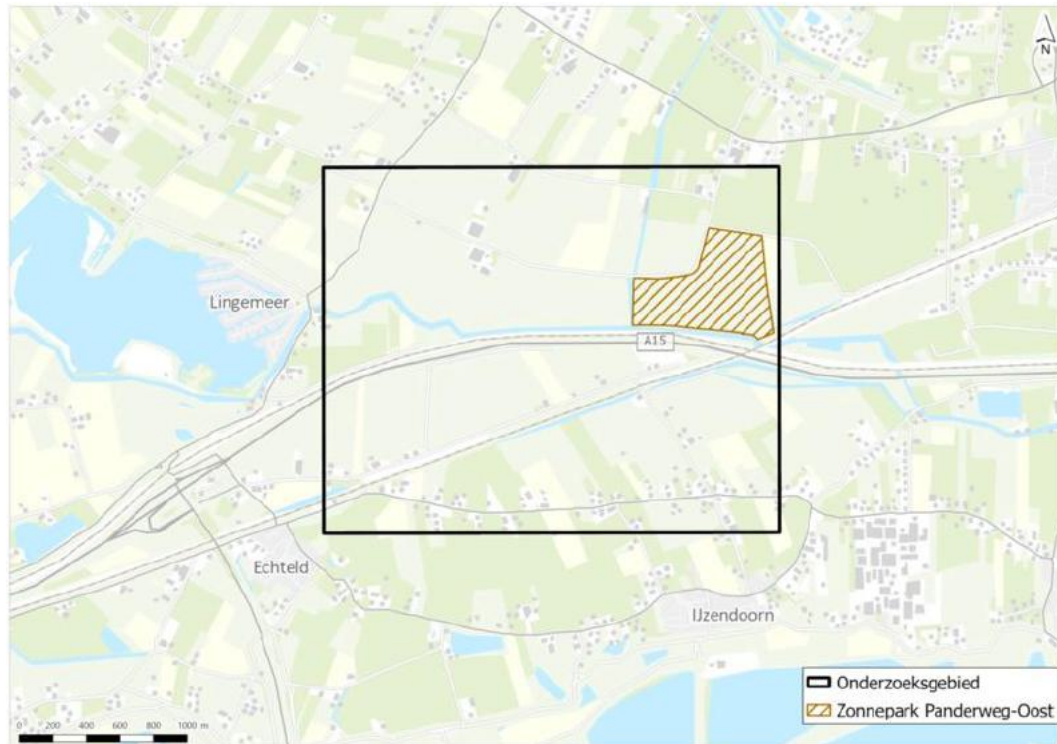 N
Lingemeer
A15
Echteld
IJzendoorn
Onderzoeksgebied
Zonnepark Panderweg-Oost
0 200 400 600 800 1000 m